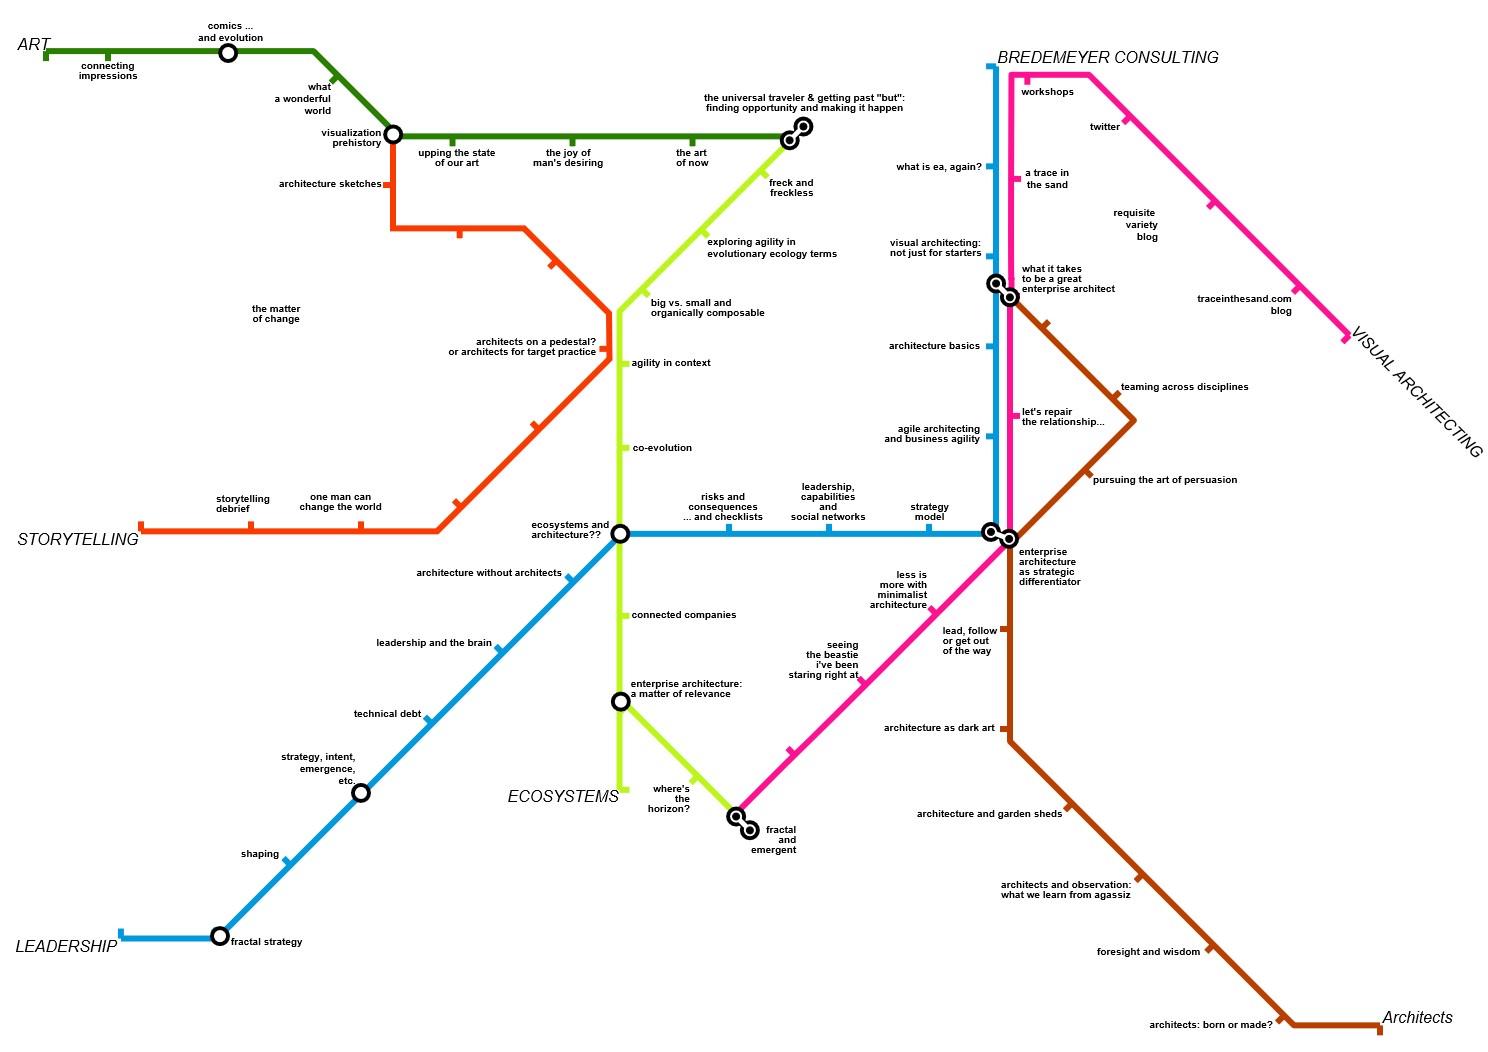 ART
connecting
impressions
comics ...
and evolution
what
a wonderful
world
visualization
prehistory
upping the state
of our art
the joy of
man's desiring
the art
of now
the universal traveler & getting past "but":
finding opportunity and making it happen
freck and
freckless
exploring agility in
evolutionary ecology terms
big vs. small and
organically composable
agility in context
co-evolution
ecosystems and
architecture??
connected companies
enterprise architecture:
a matter of relevance
where's
the
horizon?
ECOSYSTEMS
fractal
and
emergent
architecture sketches
the matter
of change
architects on a pedestal?
or architects for target practice
storytelling
debrief
one man can
change the world
STORYTELLING
architecture without architects
leadership and the brain
technical debt
strategy, intent,
emergence,
etc.
shaping
fractal strategy
LEADERSHIP
risks and
consequences
... and checklists
leadership,
capabilities
and
social networks
strategy
model
BREDEMEYER CONSULTING
what is ea, again?
visual architecting:
not just for starters
architecture basics
agile architecting
and business agility
workshops
twitter
a trace in
the sand
requisite
variety
blog
traceinthesand.com
blog
VISUAL ARCHITECTING
what it takes
to be a great
enterprise architect
let's repair
the relationship...
teaming across disciplines
pursuing the art of persuasion
enterprise
architecture
as strategic
differentiator
less is
more with
minimalist
architecture
seeing
the beastie
i've been
staring right at
lead, follow
or get out
of the way
architecture as dark art
architecture and garden sheds
architects and observation:
what we learn from agassiz
foresight and wisdom
architects: born or made?
Architects